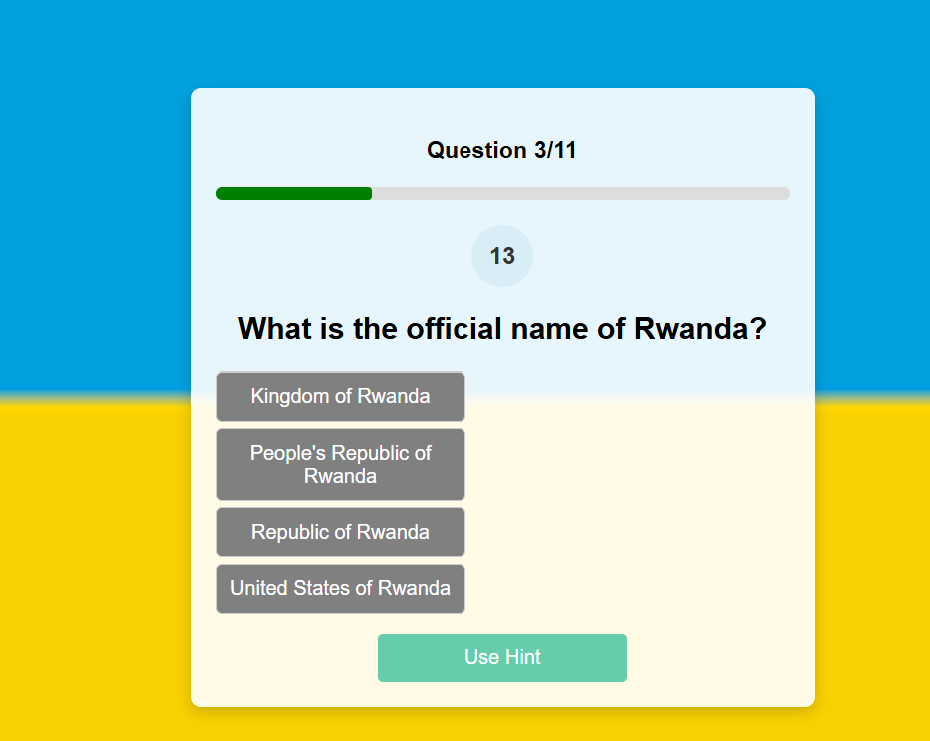 Question 3/11
13
What is the official name of Rwanda?
Kingdom of Rwanda
People's Republic of
Rwanda
Republic of Rwanda
United States of Rwanda
Use Hint